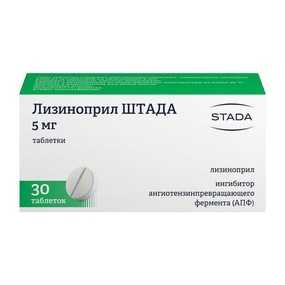 Лизиноприл ШТАДА
5 мг
таблетки
STADA
30
таблеток
лизиноприл
ингибитор
ангиотензинпревращающего
фермента (АПФ)